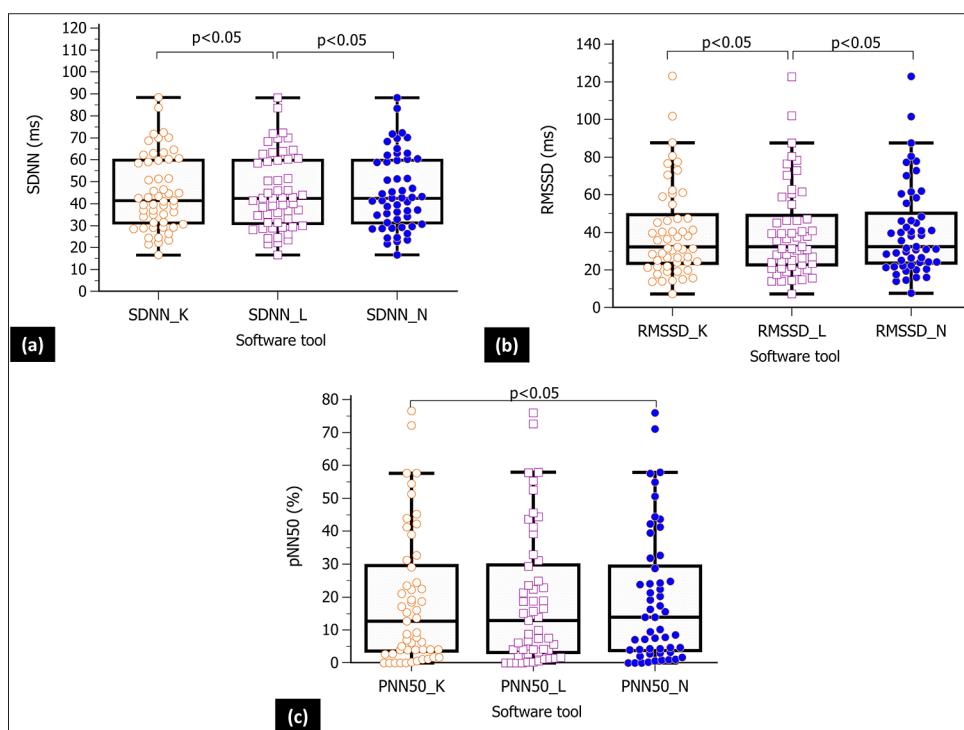 120
110
100
90
80
70
60
50
40
30
20
10
0
SDNN (ms)
p<0.05
p<0.05
SDNN_K
SDNN_L
SDNN_N
Software tool
(a)
140
120
100
80
60
40
20
0
RMSSD (ms)
p<0.05
p<0.05
RMSSD_K
RMSSD_L
RMSSD_N
Software tool
(b)
80
70
60
50
40
30
20
10
0
pNN50 (%)
p<0.05
PNN50_K
PNN50_L
PNN50_N
Software tool
(c)